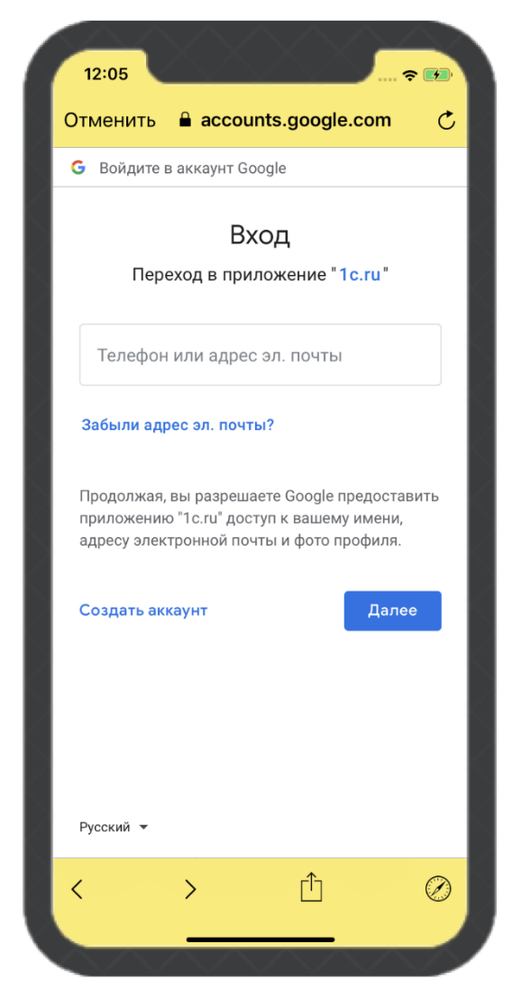 12:05
Отменить accounts.google.com
Войдите в аккаунт Google
Вход
Переход в приложение "1c.ru"
Телефон или адрес эл. почты
Забыли адрес эл. почты?
Продолжая, вы разрешаете Google предоставить
приложению "1c.ru" доступ к вашему имени,
адресу электронной почты и фото профиля.
Создать аккаунт
Далее
Русский